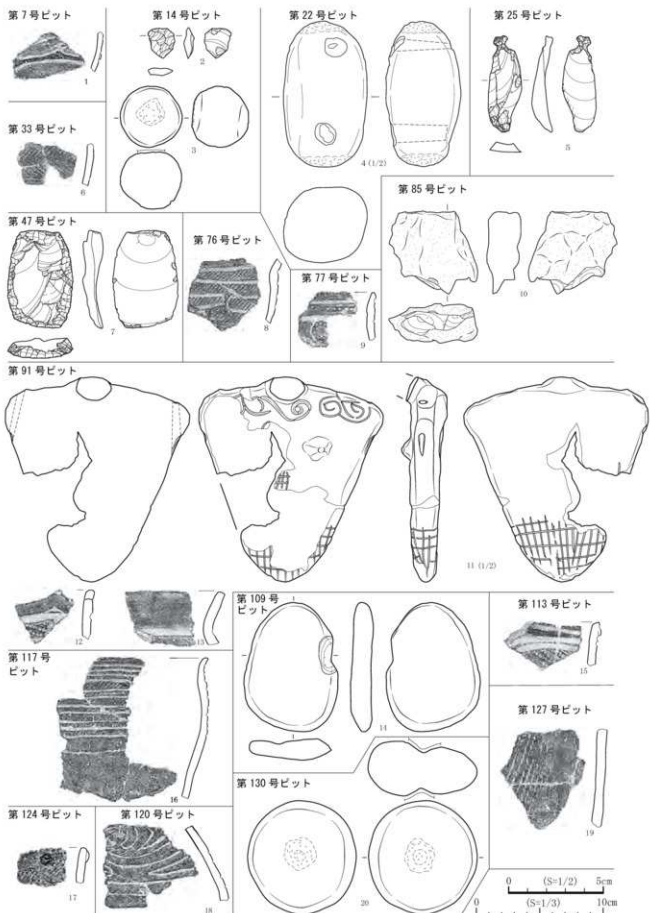 第7号ピット
1
第14号ピット
2
3
第22号ピット
4 (1/2)
第25号ピット
5
第33号ピット
6
第47号ピット
7
第76号ピット
8
第77号ピット
9
第85号ピット
10
第91号ピット
11 (1/2)
12
13
第109号
ピット
14
第113号ピット
15
第117号
ピット
16
第127号ピット
19
第124号ピット
17
第120号ピット
18
第130号ピット
20
0 (S=1/2) 5cm
0 (S=1/3) 10cm